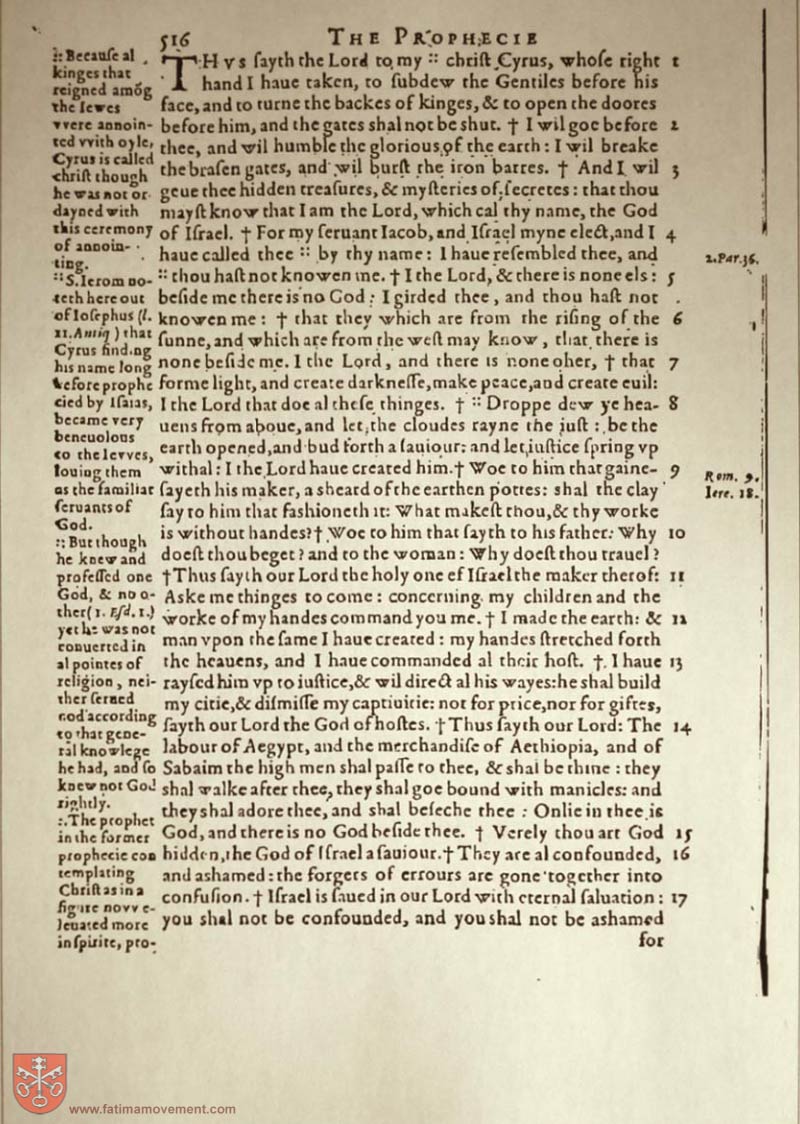 516
THE PROPHECIE
:: Becauſe al
kinges that
reigned amõg
the Iewes
vvere annoin-
ted vvith oyle,
Cyrus is called
chriſt though
he was not or
dayned with
this ceremony
of annoin-
ting.
:: S. Ierom no-
teth here out
of Ioſephus (l.
11. Antiq) that
Cyrus finding
his name long
before prophe
cied by Iſaias,
became very
beneuolous
to the Ievves,
louing them
as the familiar
ſeruants of
God.
:: But though
he knew and
profeſſed one
God, & no o-
ther (1. Eſd. 1.)
yet he was not
conuerted in
al pointes of
religion, nei-
ther ſerued
God according
to that gene-
ral knowlege
he had, and ſo
knevv not God
rightly.
:. The prophet
in the former
prophecie con
templating
Chriſt as in a
figure novv e-
leuated more
in ſpirite, pro-
THVS ſayth the Lord to my :: chriſt Cyrus, whoſe right 1
hand I haue taken, to ſubdew the Gentiles before his
face, and to turne the backes of kinges, & to open the doores
before him, and the gates shal not be shut. † I wil goe before 2
thee, and wil humble the glorious of the earth: I wil breake
the braſen gates, and wil burſt the iron barres. † And I wil 3
geue thee hidden treaſures, & myſteries of ſecretes: that thou
mayſt know that I am the Lord, which cal thy name, the God
of Iſrael. † For my ſeruant Iacob, and Iſrael myne elect, and I 4
haue called thee :: by thy name: I haue reſembled thee, and
:: thou haſt not knowen me. † I the Lord, & there is none els: 5
beſide me there is no God: I girded thee, and thou haſt not
knowen me: † that they which are from the riſing of the 6
ſunne, and which are from the weſt may know, that there is
none beſide me. I the Lord, and there is none oher, † that 7
forme light, and create darkneſſe, make peace, and create euil:
I the Lord that doe al theſe thinges. † :: Droppe dew ye hea- 8
uens from aboue, and let the cloudes rayne the juſt: be the
earth opened, and bud forth a ſauiour: and let iuſtice ſpring vp
withal: I the Lord haue created him. † Woe to him that gaine- 9
ſayeth his maker, a sheard of the earthen pottes: shal the clay
ſay to him that fashioneth it: What makeſt thou, & thy worke
is without handes? † Woe to him that ſayth to his father: Why 10
doeſt thou beget? and to the woman: Why doeſt thou trauel?
† Thus ſayth our Lord the holy one ef Iſrael the maker therof: 11
Aske me thinges to come: concerning my children and the
worke of my handes command you me. † I made the earth: & 12
man vpon the ſame I haue created: my handes ſtretched forth
the heauens, and I haue commanded al their hoſt. † I haue 13
rayſed him vp to iuſtice, & wil direct al his wayes: he shal build
my citie, & diſmiſſe my captiuitie: not for price, nor for giftes,
ſayth our Lord the God of hoſtes. † Thus ſayth our Lord: The 14
labour of Aegypt, and the merchandiſe of Aethiopia, and of
Sabaim the high men shal paſſe to thee, & shal be thine: they
shal walke after thee, they shal goe bound with manicles: and
they shal adore thee, and shal beſeche thee: Onlie in thee is
God, and there is no God beſide thee. † Verely thou art God 15
hidden, the God of Iſrael a ſauiour. † They are al confounded, 16
and ashamed: the forgers of errours are gone together into
confuſion. † Iſrael is ſaued in our Lord with eternal ſaluation: 17
you shal not be confounded, and you shal not be ashamed
for
2. Par. 36.
Rom. 9.
Iere. 18.
www.fatimamovement.com